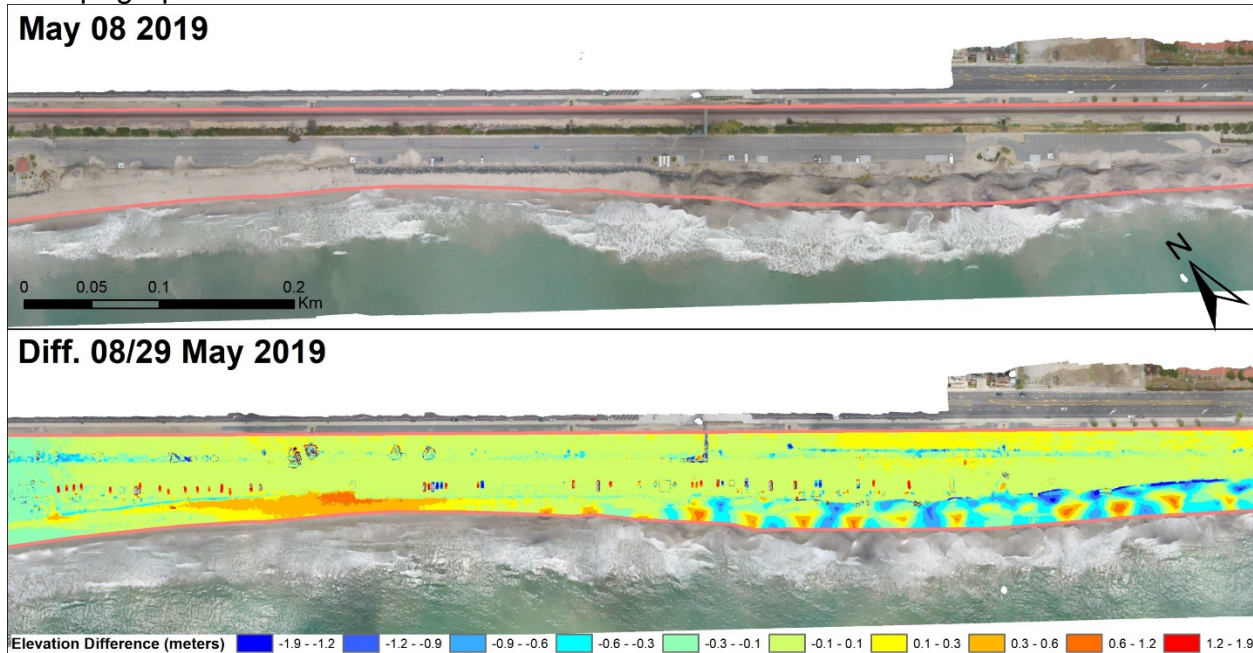 May 08 2019
N
0 0.05 0.1 0.2
Km
Diff. 08/29 May 2019
Elevation Difference (meters) -1.9 - -1.2 -1.2 - -0.9 -0.9 - -0.6 -0.6 - -0.3 -0.3 - -0.1 -0.1 - 0.1 0.1 - 0.3 0.3 - 0.6 0.6 - 1.2 1.2 - 1.9